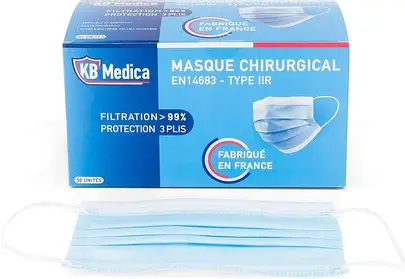 KB Medica
MASQUE CHIRURGICAL
EN14683 - TYPE IIR
FILTRATION > 99%
PROTECTION 3 PLIS
FABRIQUÉ
EN FRANCE
50 UNITÉS
FABRIQUÉ
EN FRANCE